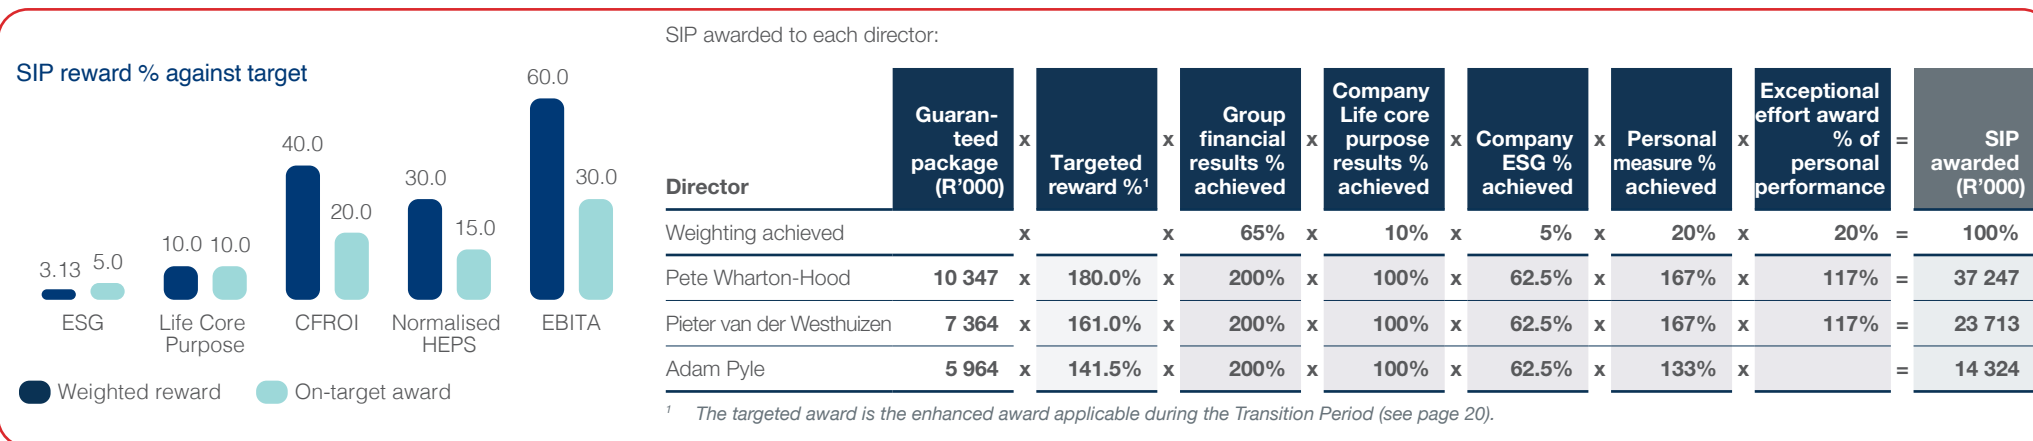 SIP reward % against target
60.0
40.0
30.0
30.0
20.0
15.0
10.0 10.0
3.13 5.0
ESG
Life Core
Purpose
CFROI
Normalised
HEPS
EBITA
Weighted reward
On-target award
SIP awarded to each director:
Director
Guaran-
teed
package
(R'000)
x
Targeted
reward %¹
x
Group
financial
results %
achieved
x
Company
Life core
purpose
results %
achieved
x
Company
ESG %
achieved
x
Personal
measure %
achieved
x
Exceptional
effort award
% of
personal
performance
=
SIP
awarded
(R'000)
Weighting achieved x x 65% x 10% x 5% x 20% x 20% = 100%
Pete Wharton-Hood 10 347 x 180.0% x 200% x 100% x 62.5% x 167% x 117% = 37 247
Pieter van der Westhuizen 7 364 x 161.0% x 200% x 100% x 62.5% x 167% x 117% = 23 713
Adam Pyle 5 964 x 141.5% x 200% x 100% x 62.5% x 133% x = 14 324
¹ The targeted award is the enhanced award applicable during the Transition Period (see page 20).